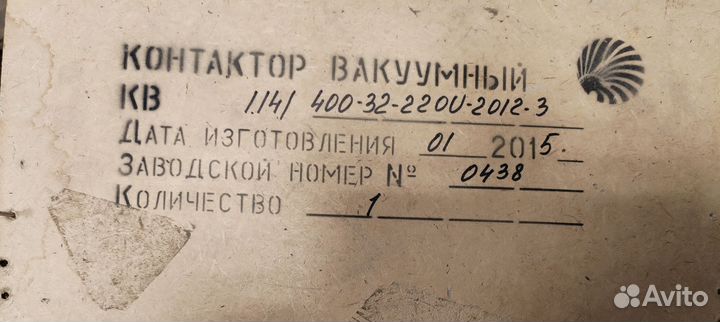 КОНТАКТОР ВАКУУМНЫЙ
КВ 1.14/400-32-220U-2012-3
ДАТА ИЗГОТОВЛЕНИЯ 01 2015.
ЗАВОДСКОЙ НОМЕР № 0438
КОЛИЧЕСТВО 1
Avito